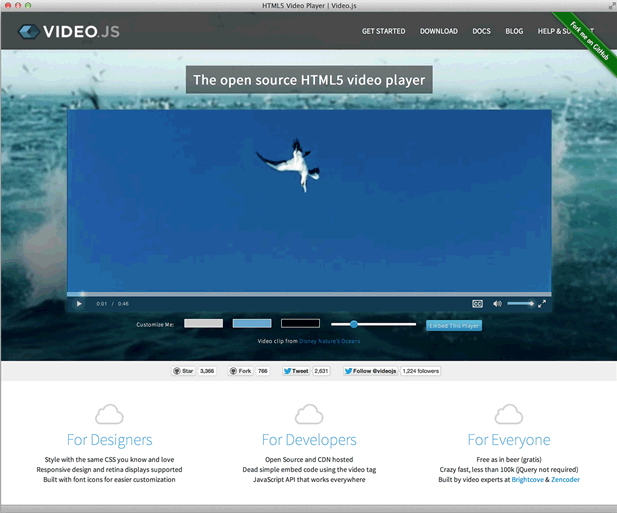 HTML5 Video Player | Video.js
VIDEO.JS
GET STARTED DOWNLOAD DOCS BLOG HELP & SU
Fork me on GitHub
The open source HTML5 video player
0:01 / 0:46
CC
Customize Me:
Embed This Player
Video clip from Disney Nature's Oceans
Star 3,366 Fork 766 Tweet 2,631 Follow @videojs 1,224 followers
For Designers
Style with the same CSS you know and love
Responsive design and retina displays supported
Built with font icons for easier customization
For Developers
Open Source and CDN hosted
Dead simple embed code using the video tag
JavaScript API that works everywhere
For Everyone
Free as in beer (gratis)
Crazy fast, less than 100k (jQuery not required)
Built by video experts at Brightcove & Zencoder